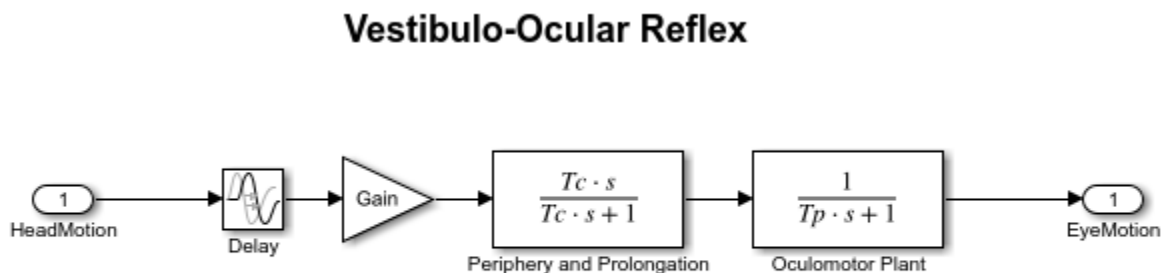 Vestibulo-Ocular Reflex
1
HeadMotion
Delay
Gain
Tc · s
Tc · s + 1
Periphery and Prolongation
1
Tp · s + 1
Oculomotor Plant
1
EyeMotion